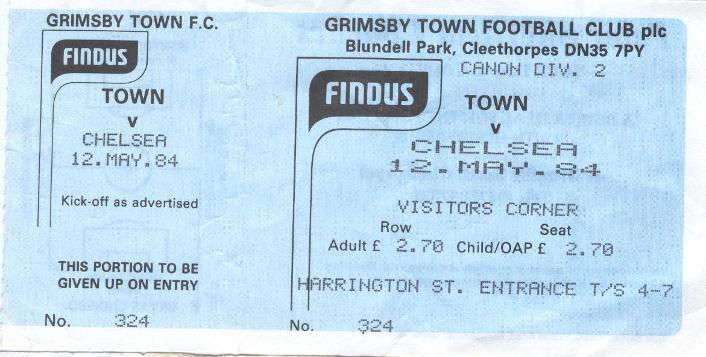 GRIMSBY TOWN F.C.
FINDUS
TOWN
v
CHELSEA
12.MAY.84
Kick-off as advertised
THIS PORTION TO BE
GIVEN UP ON ENTRY
No. 324
GRIMSBY TOWN FOOTBALL CLUB plc
Blundell Park, Cleethorpes DN35 7PY
CANON DIV. 2
FINDUS
TOWN
v
CHELSEA
12.MAY.84
VISITORS CORNER
Row Seat
Adult £ 2.70 Child/OAP £ 2.70
HARRINGTON ST. ENTRANCE T/S 4-7
No. 324